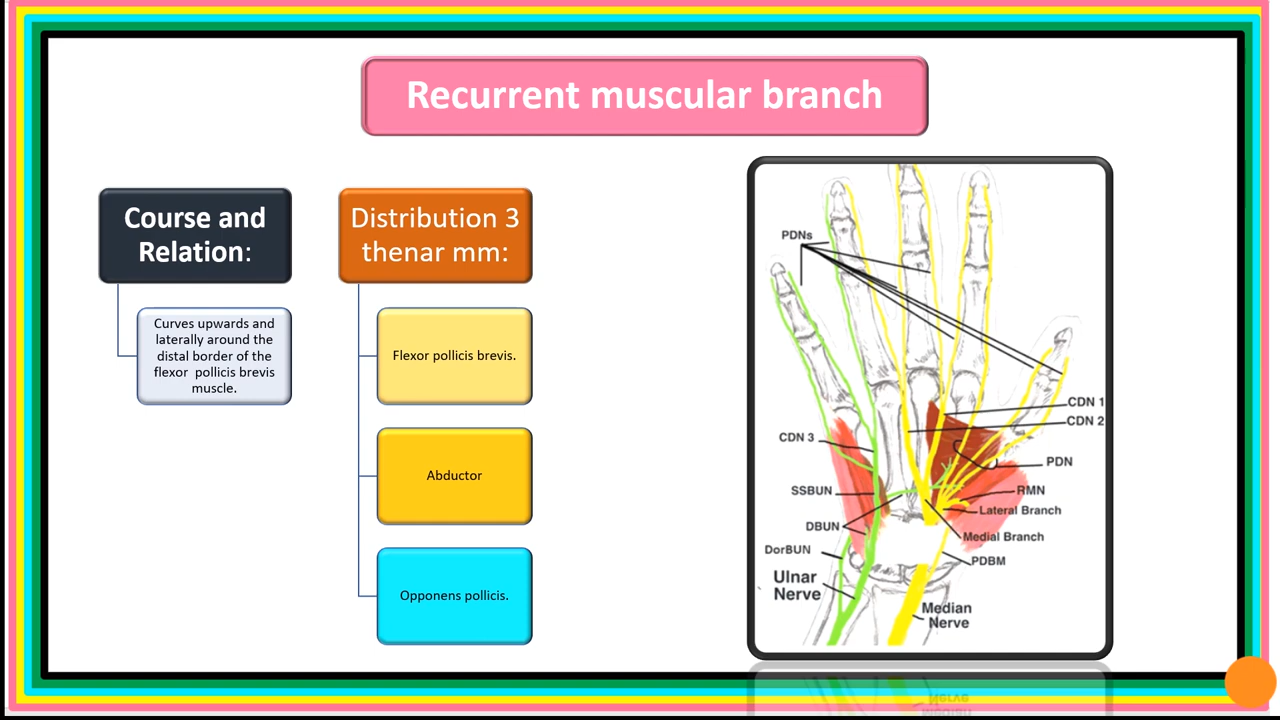 Recurrent muscular branch
Course and
Relation:
Curves upwards and
laterally around the
distal border of the
flexor pollicis brevis
muscle.
Distribution 3
thenar mm:
Flexor pollicis brevis.
Abductor
Opponens pollicis.
PDNs
CDN 1
CDN 2
CDN 3
PDN
SSBUN
RMN
Lateral Branch
DBUN
Medial Branch
DorBUN
PDBM
Ulnar
Nerve
Median
Nerve